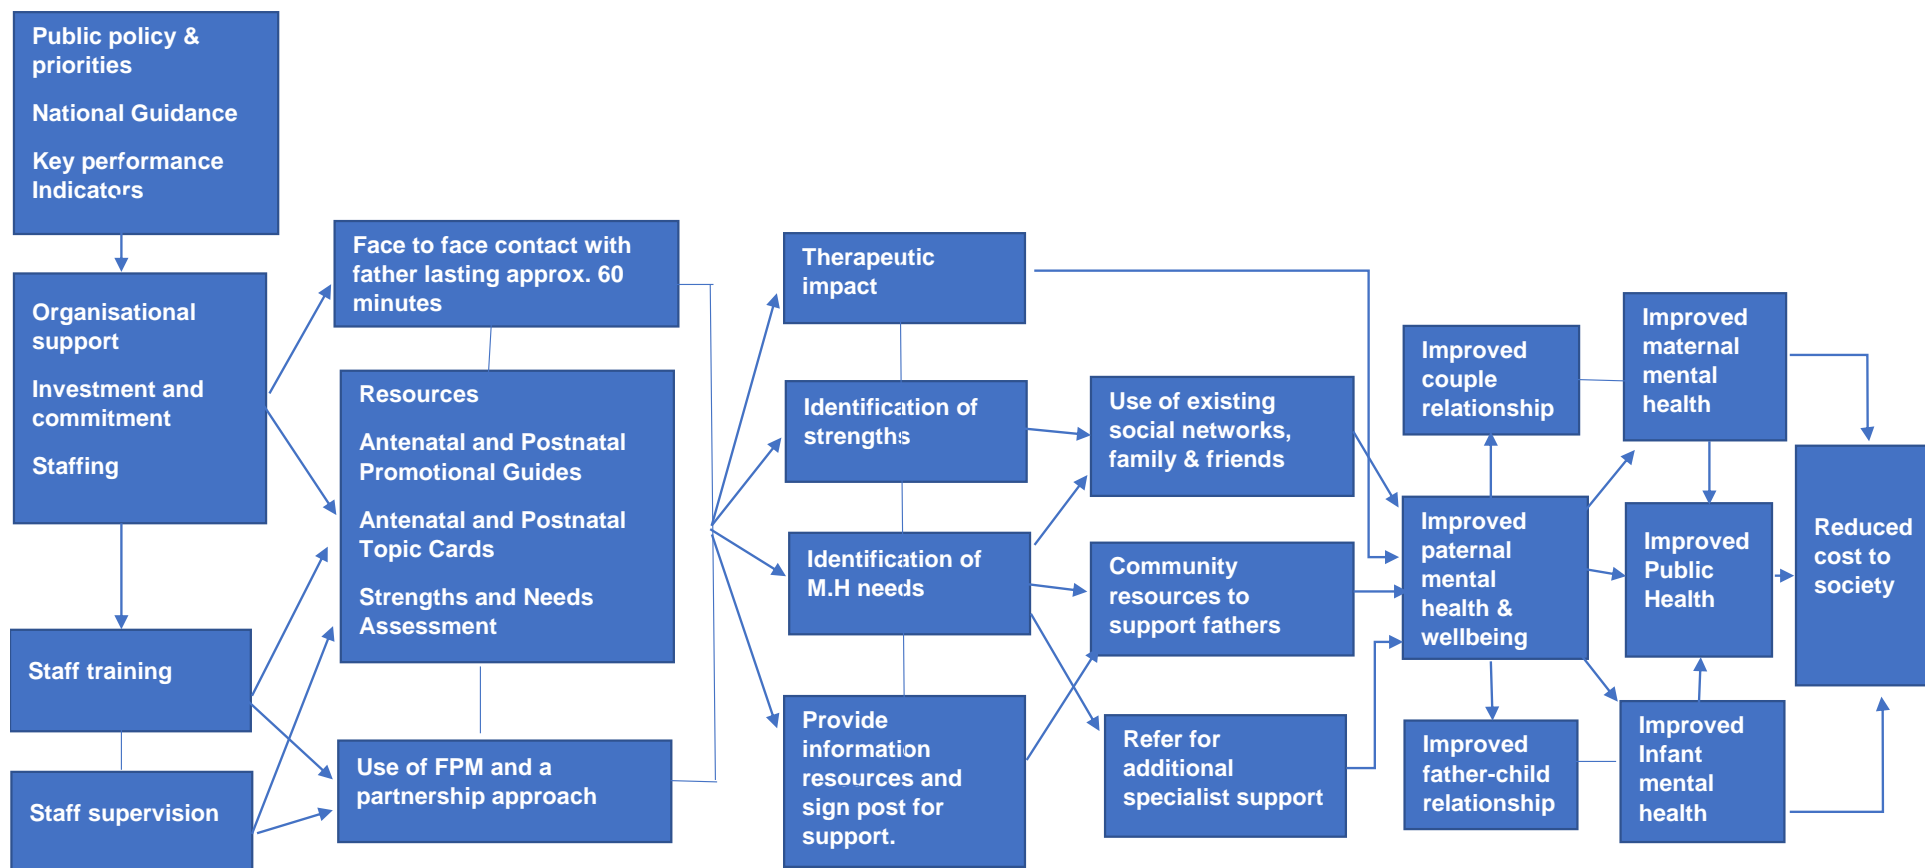 Public policy &
priorities
National Guidance
Key performance
Indicators
Organisational
support
Investment and
commitment
Staffing
Staff training
Staff supervision
Face to face contact with
father lasting approx. 60
minutes
Resources
Antenatal and Postnatal
Promotional Guides
Antenatal and Postnatal
Topic Cards
Strengths and Needs
Assessment
Use of FPM and a
partnership approach
Therapeutic
impact
Identification of
strengths
Identification of
M.H needs
Provide
information
resources and
sign post for
support.
Use of existing
social networks,
family & friends
Community
resources to
support fathers
Refer for
additional
specialist support
Improved
couple
relationship
Improved
paternal
mental
health &
wellbeing
Improved
father-child
relationship
Improved
maternal
mental
health
Improved
Public
Health
Improved
Infant
mental
health
Reduced
cost to
society